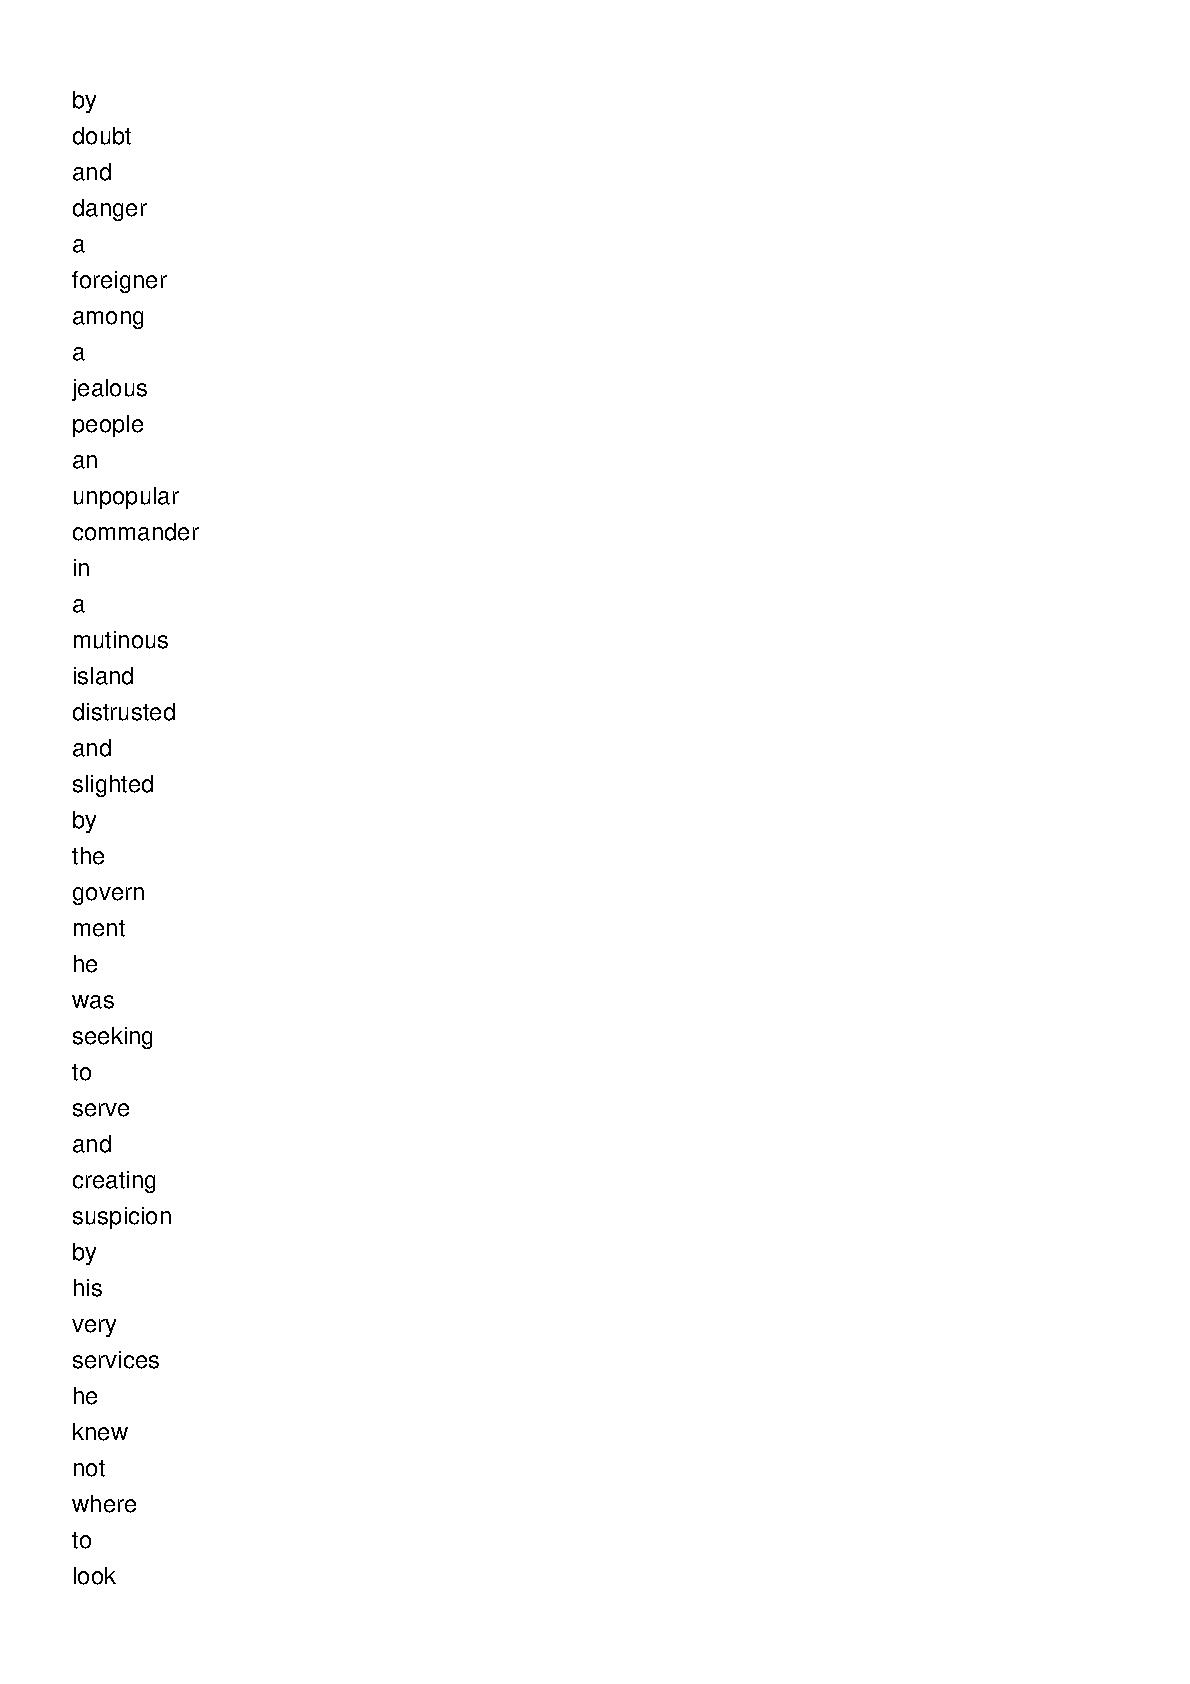 by
doubt
and
danger
a
foreigner
among
a
jealous
people
an
unpopular
commander
in
a
mutinous
island
distrusted
and
slighted
by
the
govern
ment
he
was
seeking
to
serve
and
creating
suspicion
by
his
very
services
he
knew
not
where
to
look